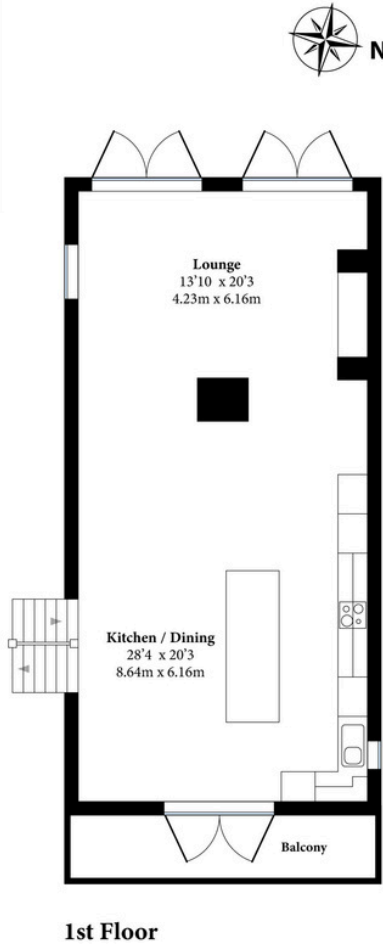 N
Lounge
13'10 x 20'3
4.23m x 6.16m
Kitchen / Dining
28'4 x 20'3
8.64m x 6.16m
Balcony
1st Floor